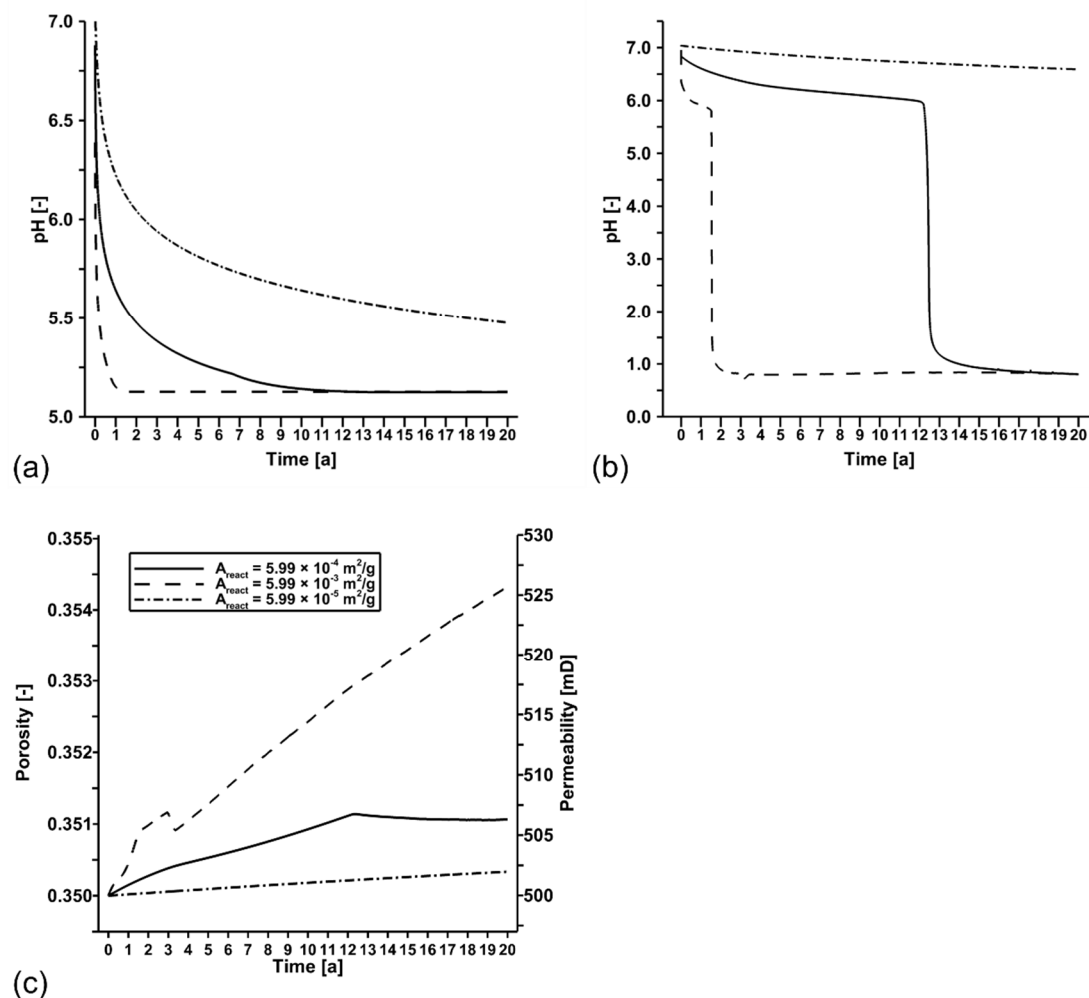 7.0
6.5
6.0
5.5
5.0
pH [-]
0 1 2 3 4 5 6 7 8 9 10 11 12 13 14 15 16 17 18 19 20
Time [a]
(a)
7.0
6.0
5.0
4.0
3.0
2.0
1.0
0.0
pH [-]
0 1 2 3 4 5 6 7 8 9 10 11 12 13 14 15 16 17 18 19 20
Time [a]
(b)
0.355
0.354
0.353
0.352
0.351
0.350
Porosity [-]
A_react = 5.99 × 10⁻⁴ m²/g
A_react = 5.99 × 10⁻³ m²/g
A_react = 5.99 × 10⁻⁵ m²/g
530
525
520
515
510
505
500
Permeability [mD]
0 1 2 3 4 5 6 7 8 9 10 11 12 13 14 15 16 17 18 19 20
Time [a]
(c)